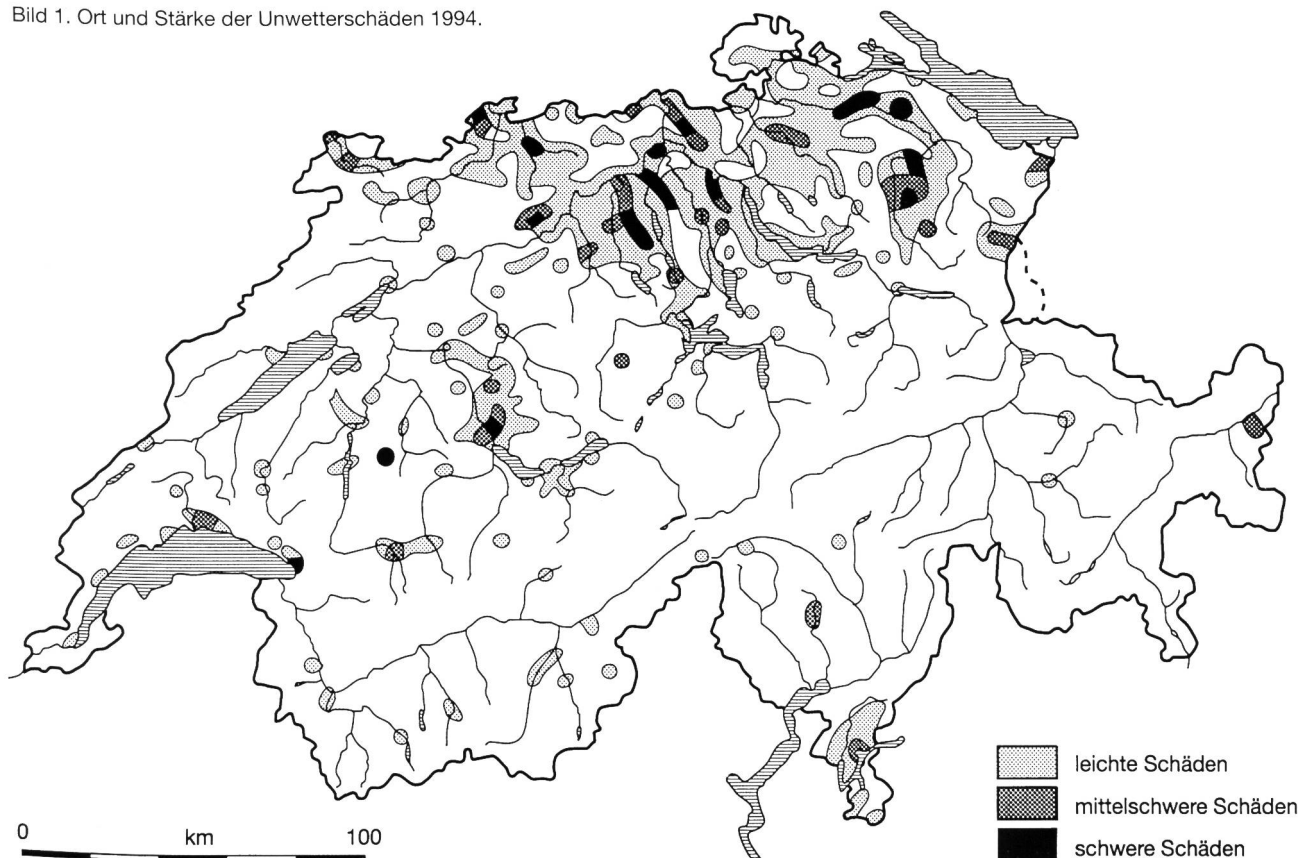 Bild 1. Ort und Stärke der Unwetterschäden 1994.
leichte Schäden
mittelschwere Schäden
schwere Schäden
0 km 100